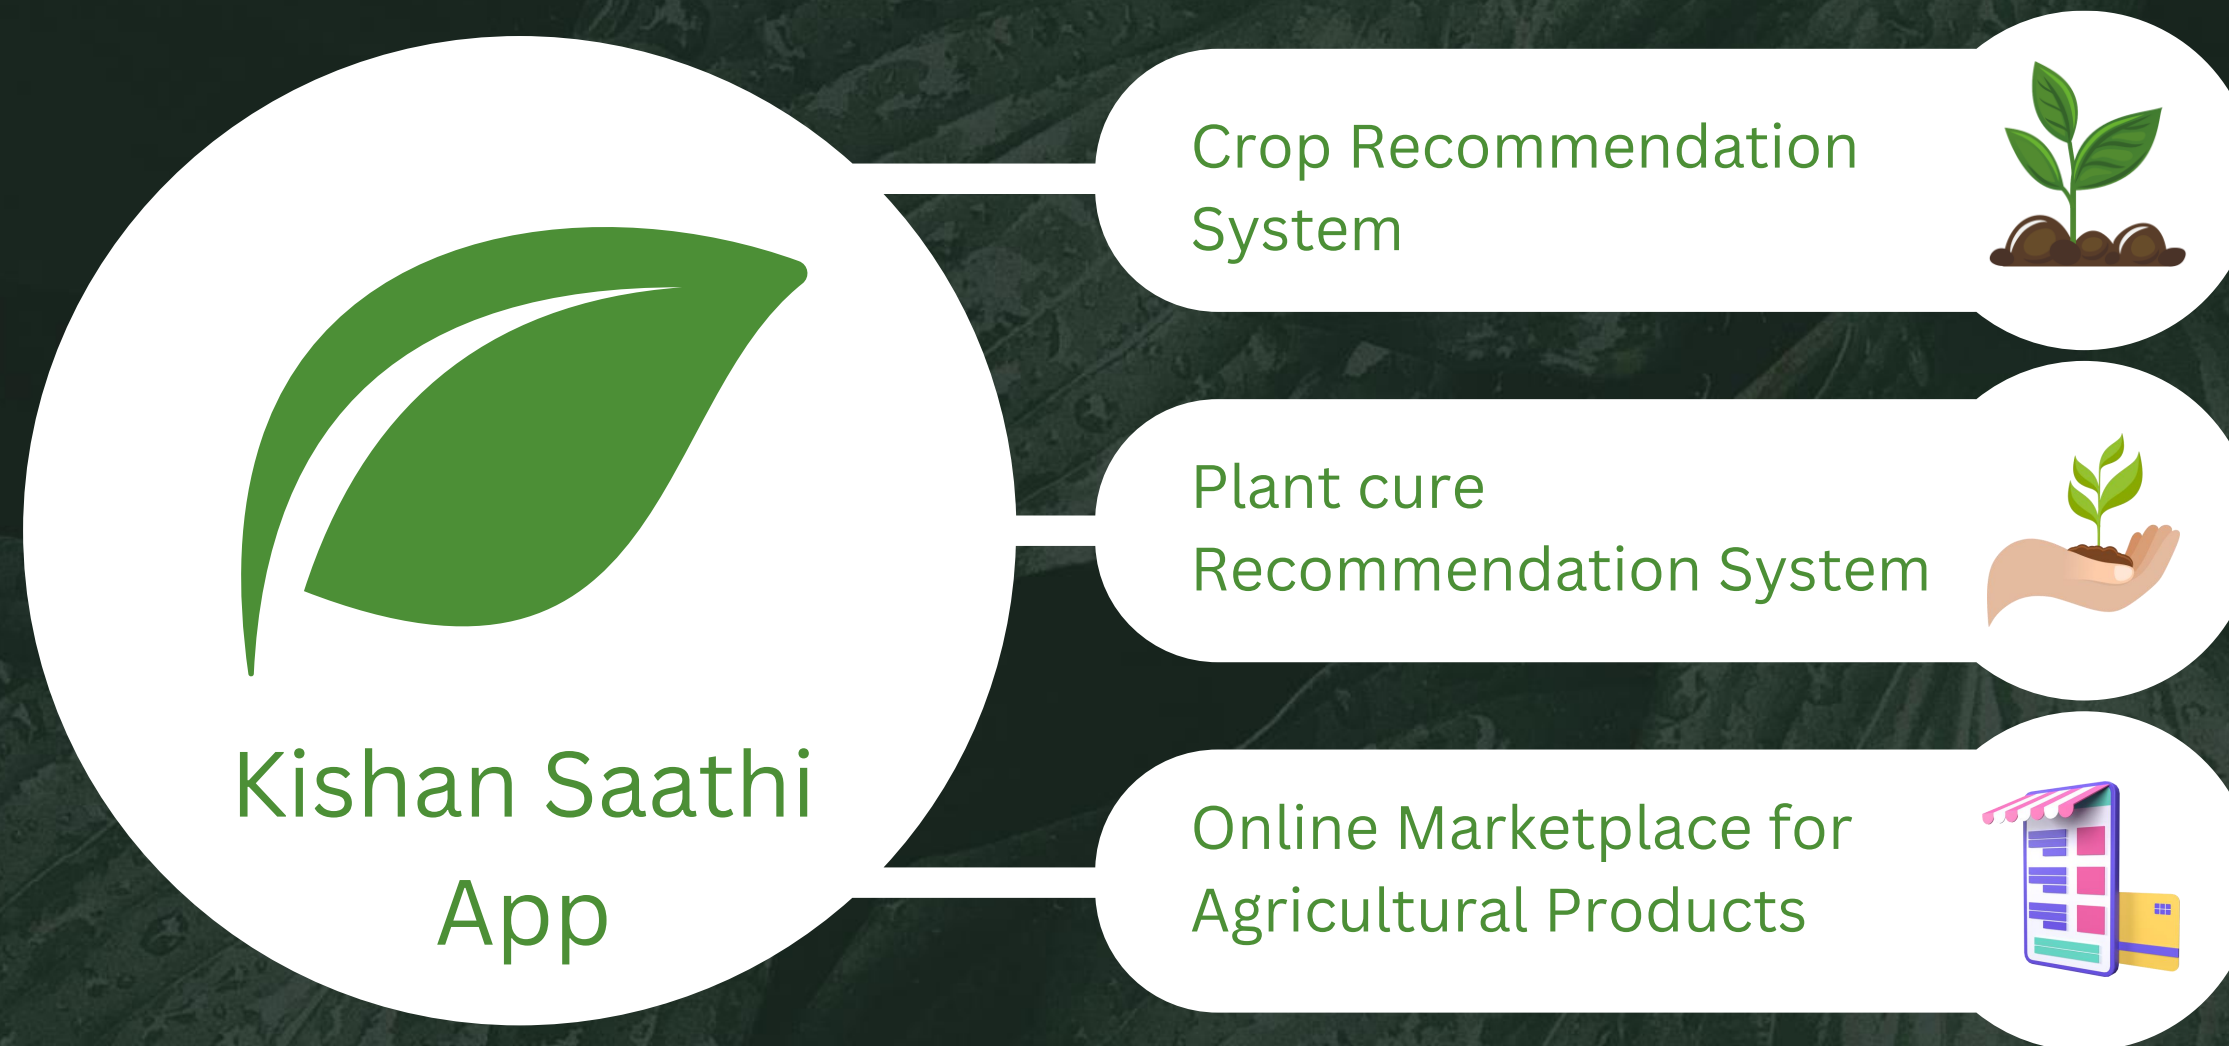 Kishan Saathi
App
Crop Recommendation
System
Plant cure
Recommendation System
Online Marketplace for
Agricultural Products